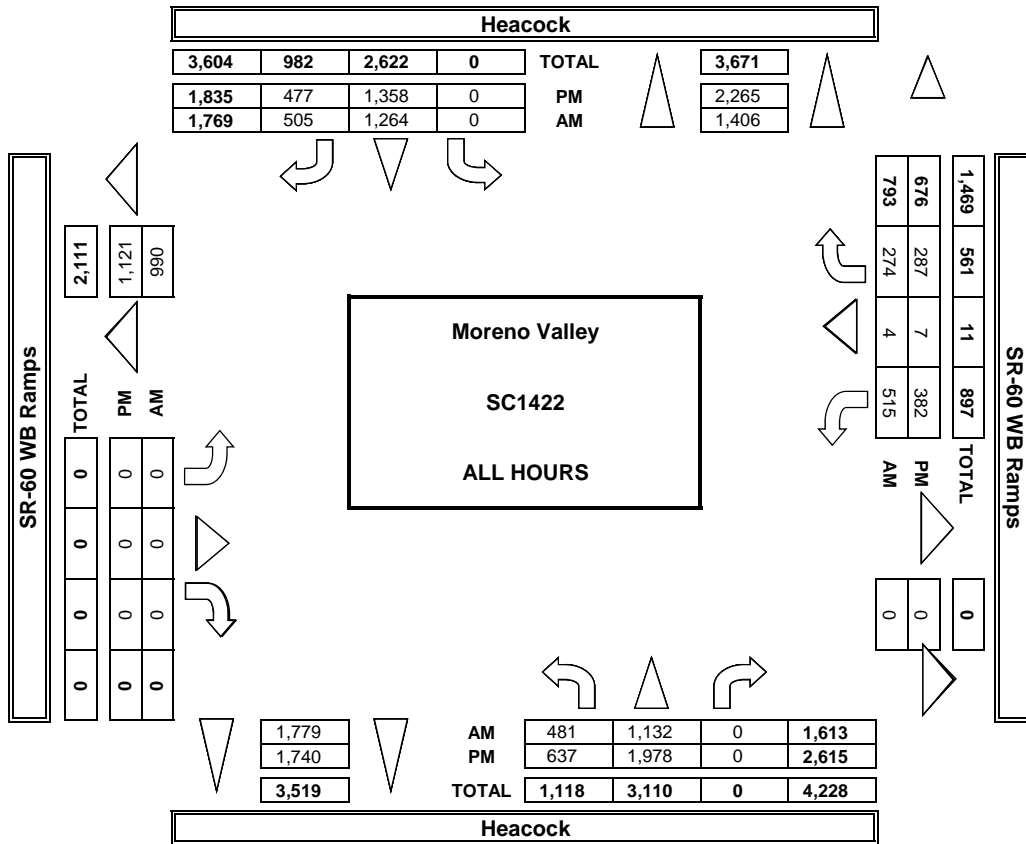 Heacock
3,604 982 2,622 0 TOTAL 3,671
1,835 477 1,358 0 PM 2,265
1,769 505 1,264 0 AM 1,406
SR-60 WB Ramps
2,111
1,121
990
TOTAL
PM
AM
0 0 0 0
0 0 0 0
0 0 0 0
Moreno Valley
SC1422
ALL HOURS
1,469 561 11 897 TOTAL
676 287 7 382 PM
793 274 4 515 AM
0
0
0
SR-60 WB Ramps
1,779 AM 481 1,132 0 1,613
1,740 PM 637 1,978 0 2,615
3,519 TOTAL 1,118 3,110 0 4,228
Heacock